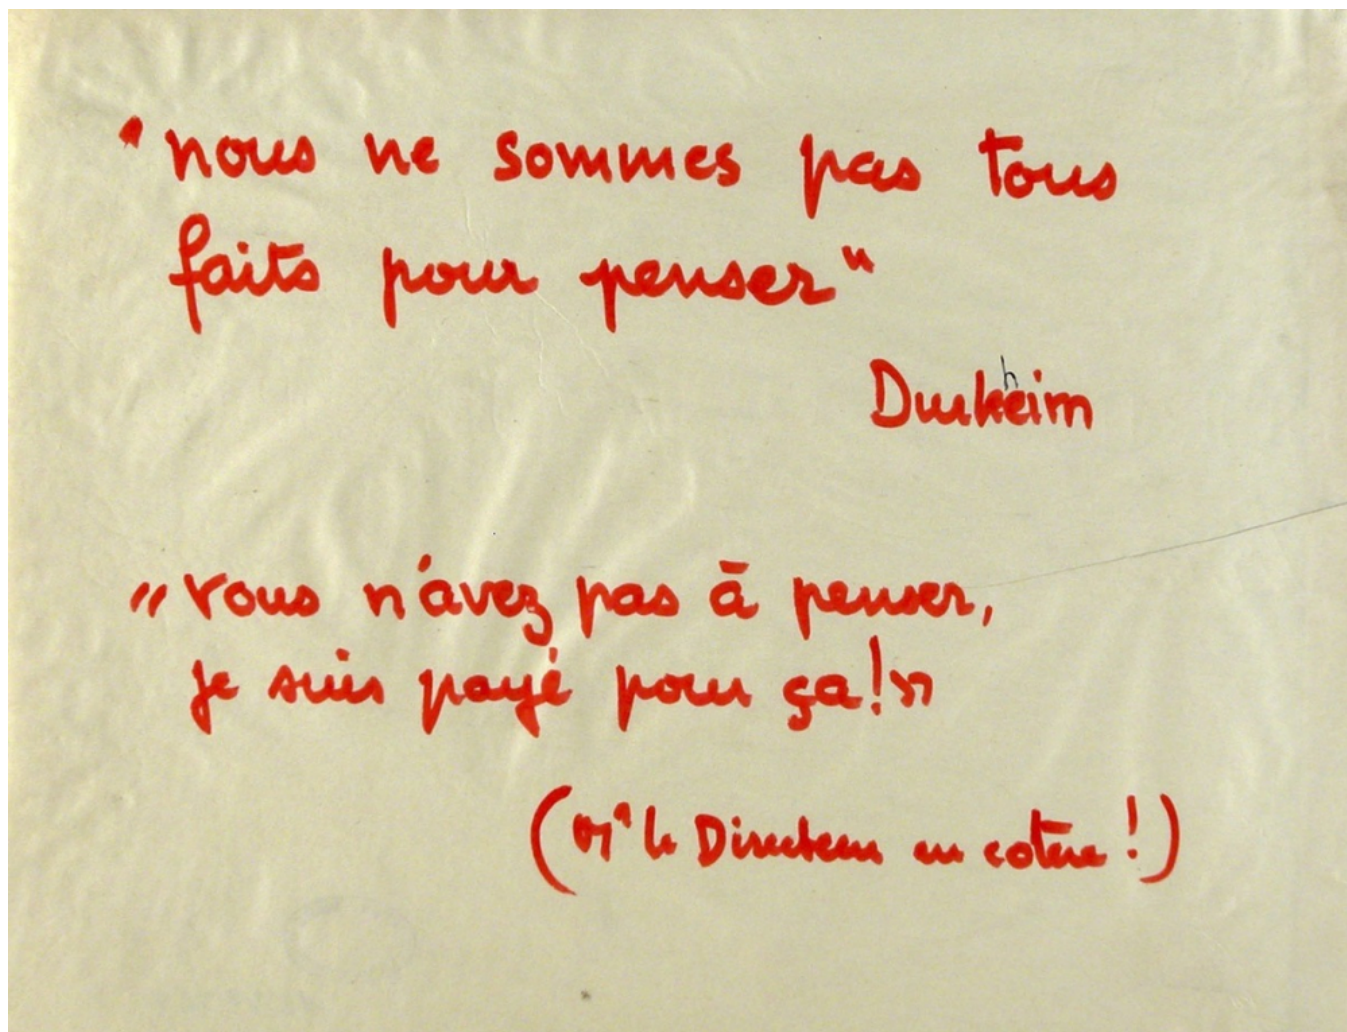 "nous ne sommes pas tous
faits pour penser"
Durkheim
"vous n'avez pas à penser,
je suis payé pour ça!"
(Mr le Directeur en colère!)